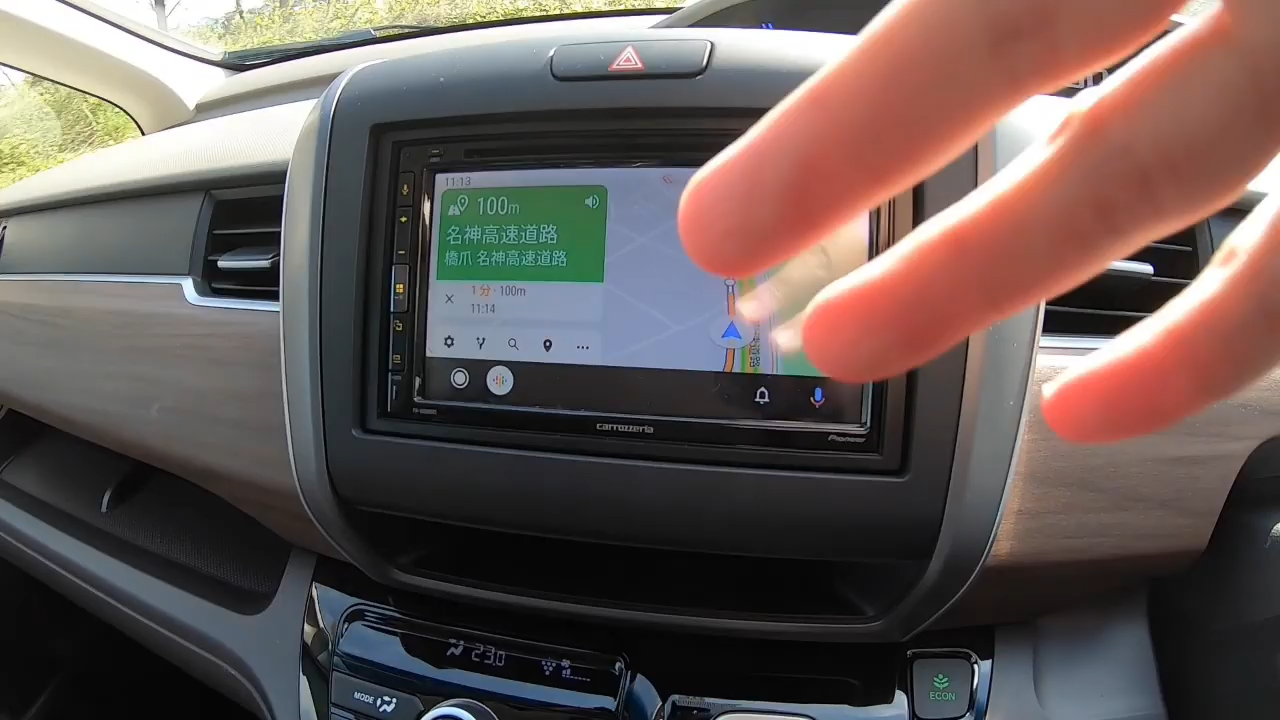 11:13
100m
名神高速道路
橋爪 名神高速道路
1 分 · 100m
11:14
carrozzeria
Pioneer
23.0
MODE
ECON